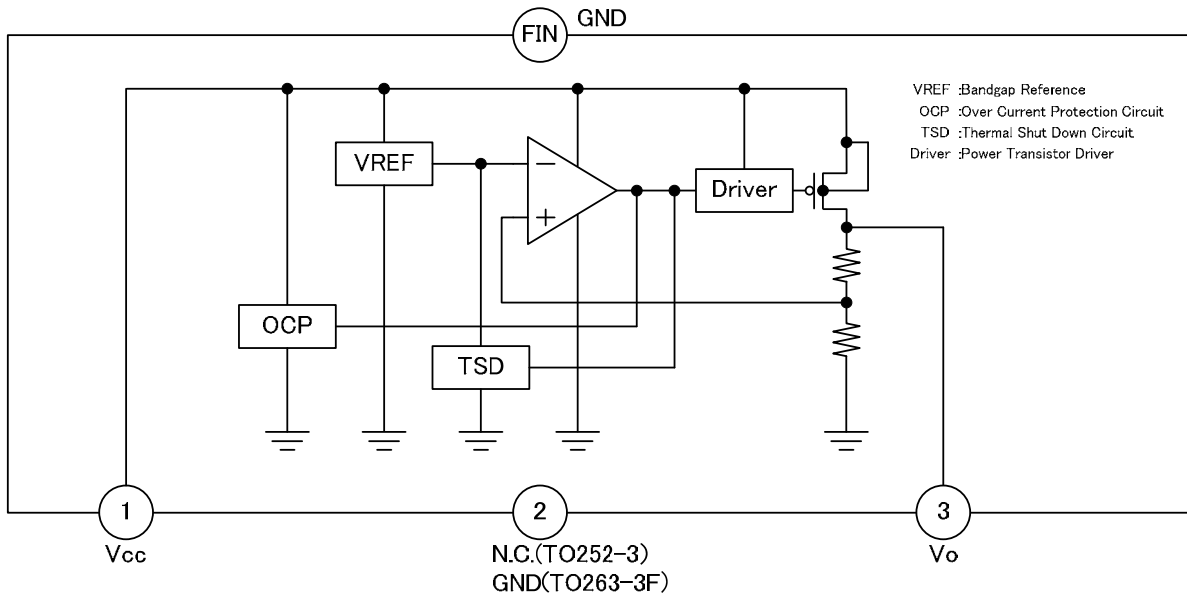 FIN GND
VREF :Bandgap Reference
OCP :Over Current Protection Circuit
TSD :Thermal Shut Down Circuit
Driver :Power Transistor Driver
VREF
−
+
Driver
OCP
TSD
1
2
3
Vcc
N.C.(TO252-3)
GND(TO263-3F)
Vo